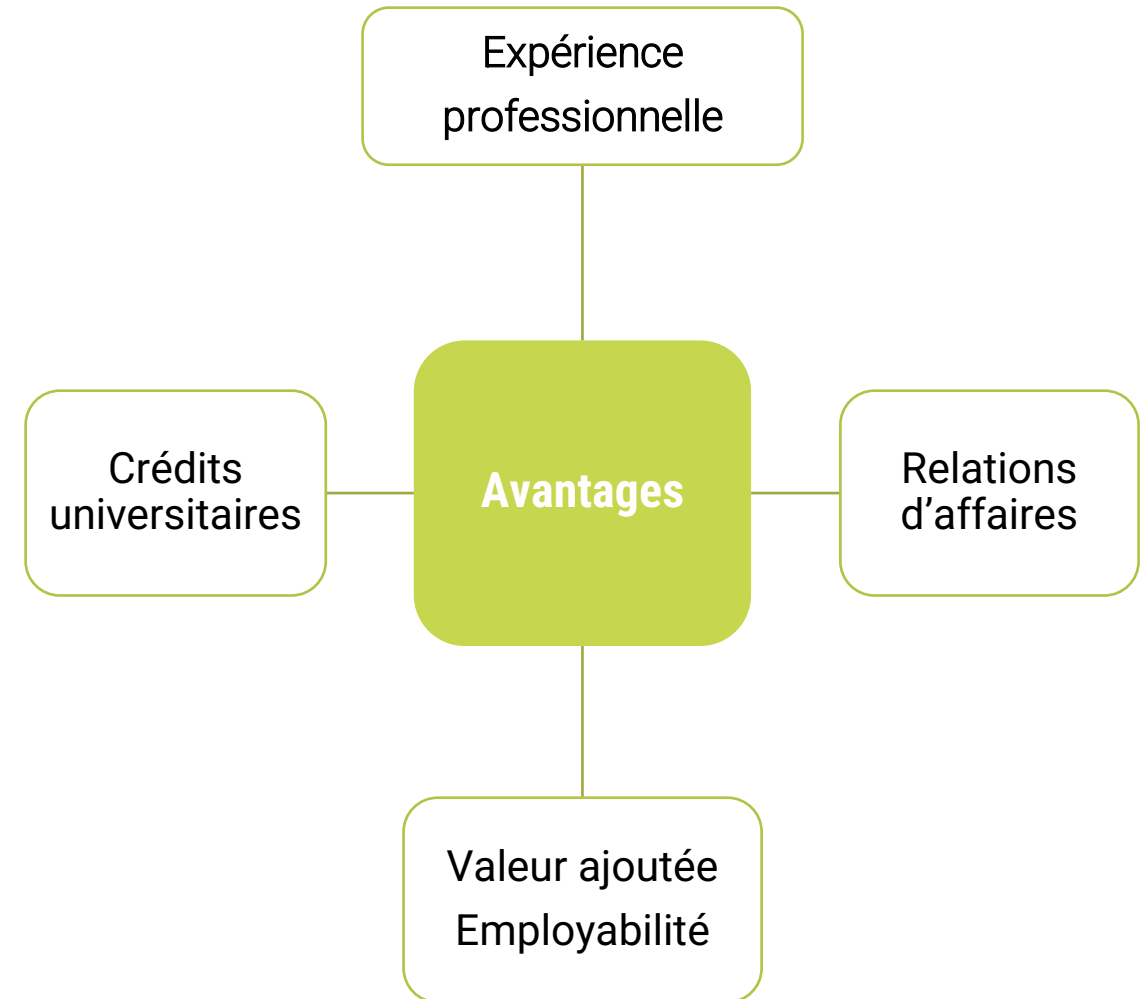 Expérience
professionnelle
Crédits
universitaires
Avantages
Relations
d’affaires
Valeur ajoutée
Employabilité